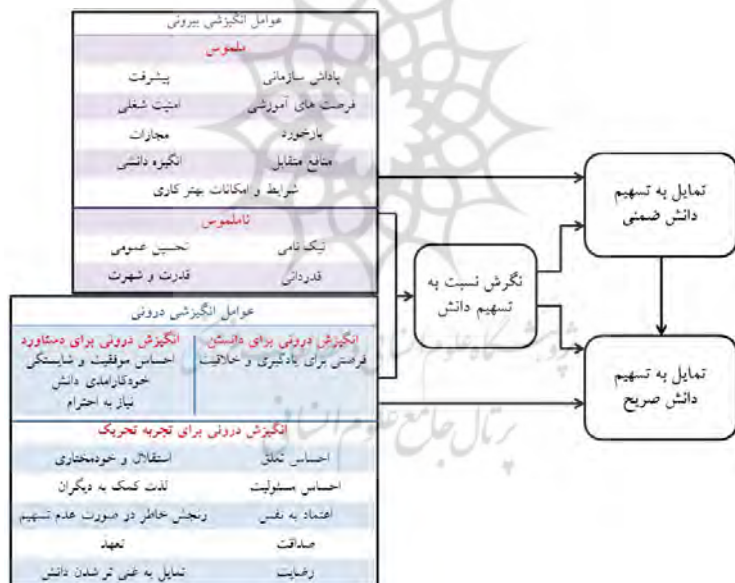 عوامل انگیزشی بیرونی
ملموس
پاداش سازمانی پیشرفت
فرصت های آموزشی امنیت شغلی
بازخورد مجازات
منافع متقابل انگیزه دانشی
شرایط و امکانات بهتر کاری
ناملموس
نیک نامی تحسین عمومی
قدردانی قدرت و شهرت
عوامل انگیزشی درونی
انگیزش درونی برای دانستن
فرصتی برای یادگیری و خلاقیت
انگیزش درونی برای دستاورد
احساس موفقیت و شایستگی
خودکارامدی دانش
نیاز به احترام
انگیزش درونی برای تجربه تحریک
احساس تعلق استقلال و خودمختاری
احساس مسئولیت لذت کمک به دیگران
اعتماد به نفس رنجش خاطر در صورت عدم تسهیم
صداقت تعهد
رضایت تمایل به غنی تر شدن دانش
نگرش نسبت به
تسهیم دانش
تمایل به تسهیم
دانش ضمنی
تمایل به تسهیم
دانش صریح
پرتال جامع علوم انسانی